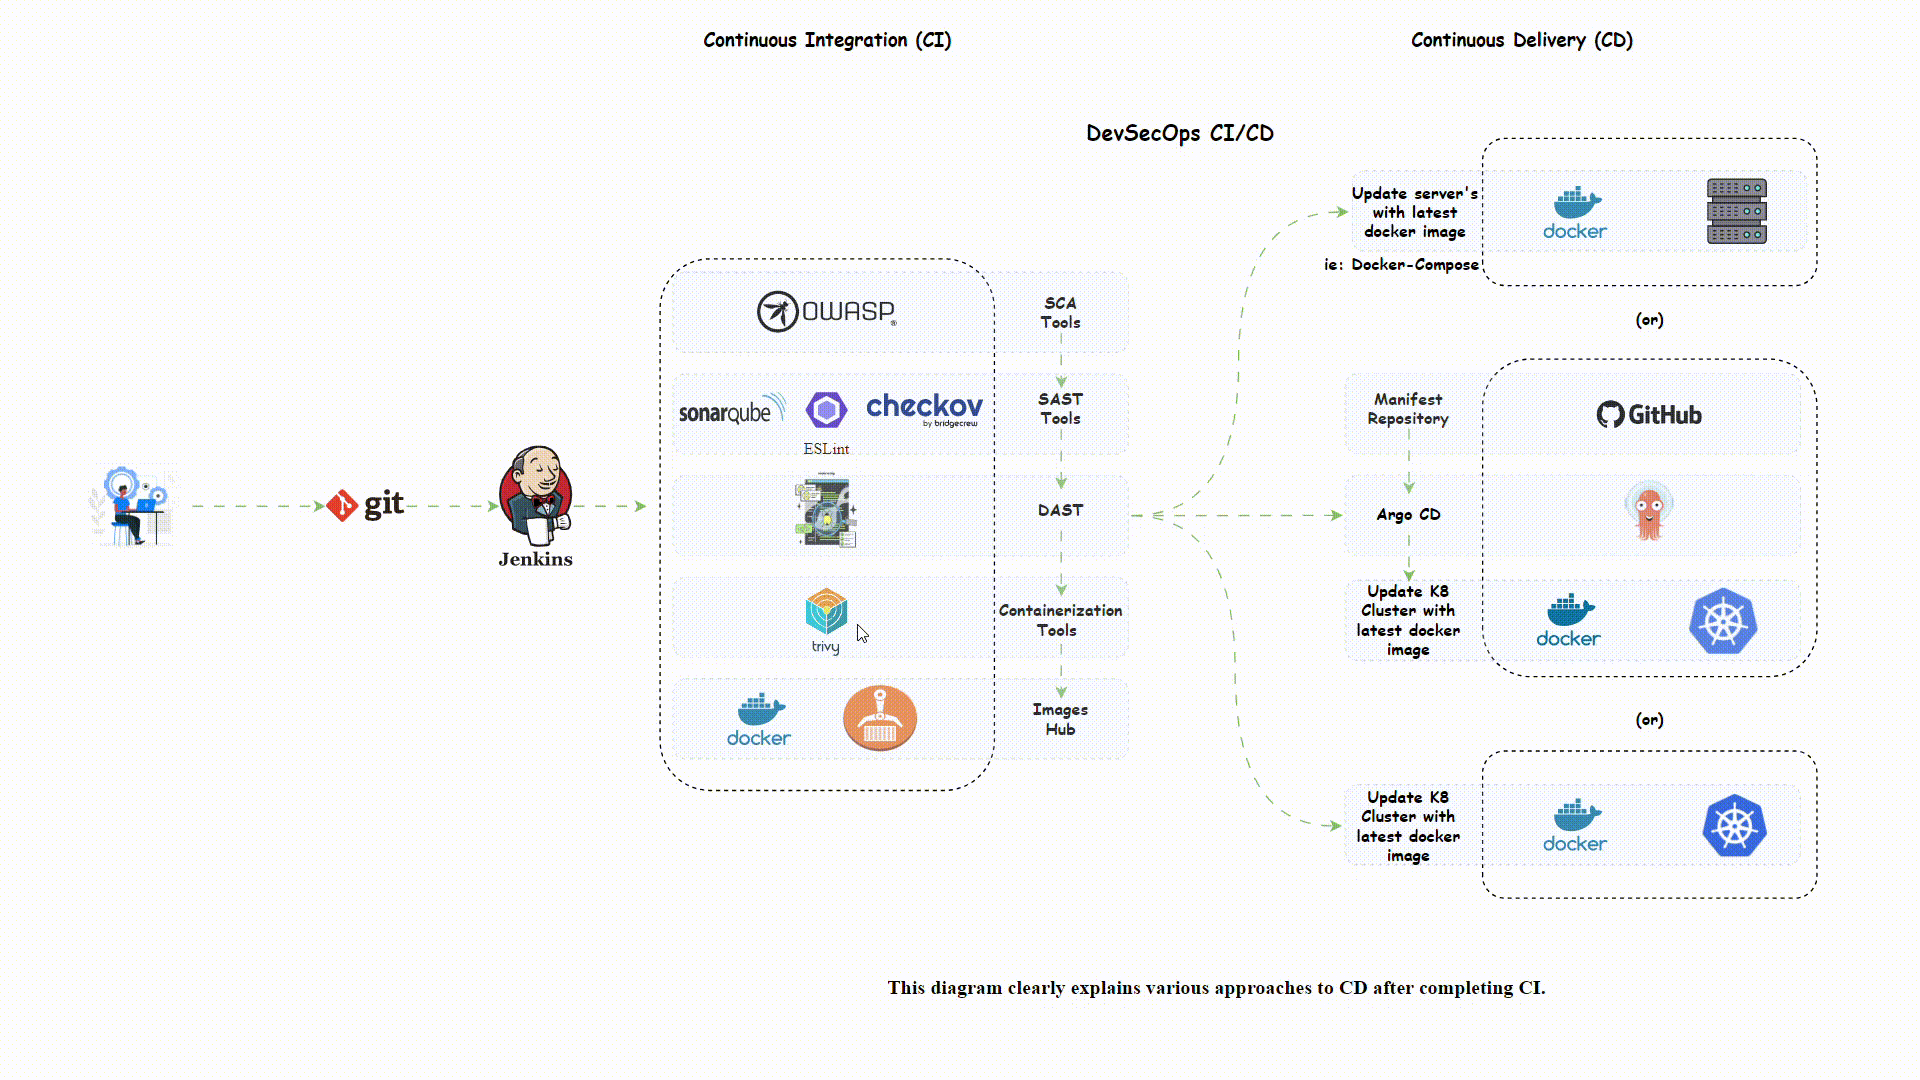 Continuous Integration (CI)
Continuous Delivery (CD)
DevSecOps CI/CD
git
Jenkins
OWASP
®
SCA
Tools
sonarqube
ESLint
checkov
by bridgecrew
SAST
Tools
DAST
trivy
Containerization
Tools
docker
Images
Hub
Update server's
with latest
docker image
ie: Docker-Compose
docker
(or)
Manifest
Repository
GitHub
Argo CD
Update K8
Cluster with
latest docker
image
docker
(or)
Update K8
Cluster with
latest docker
image
docker
This diagram clearly explains various approaches to CD after completing CI.